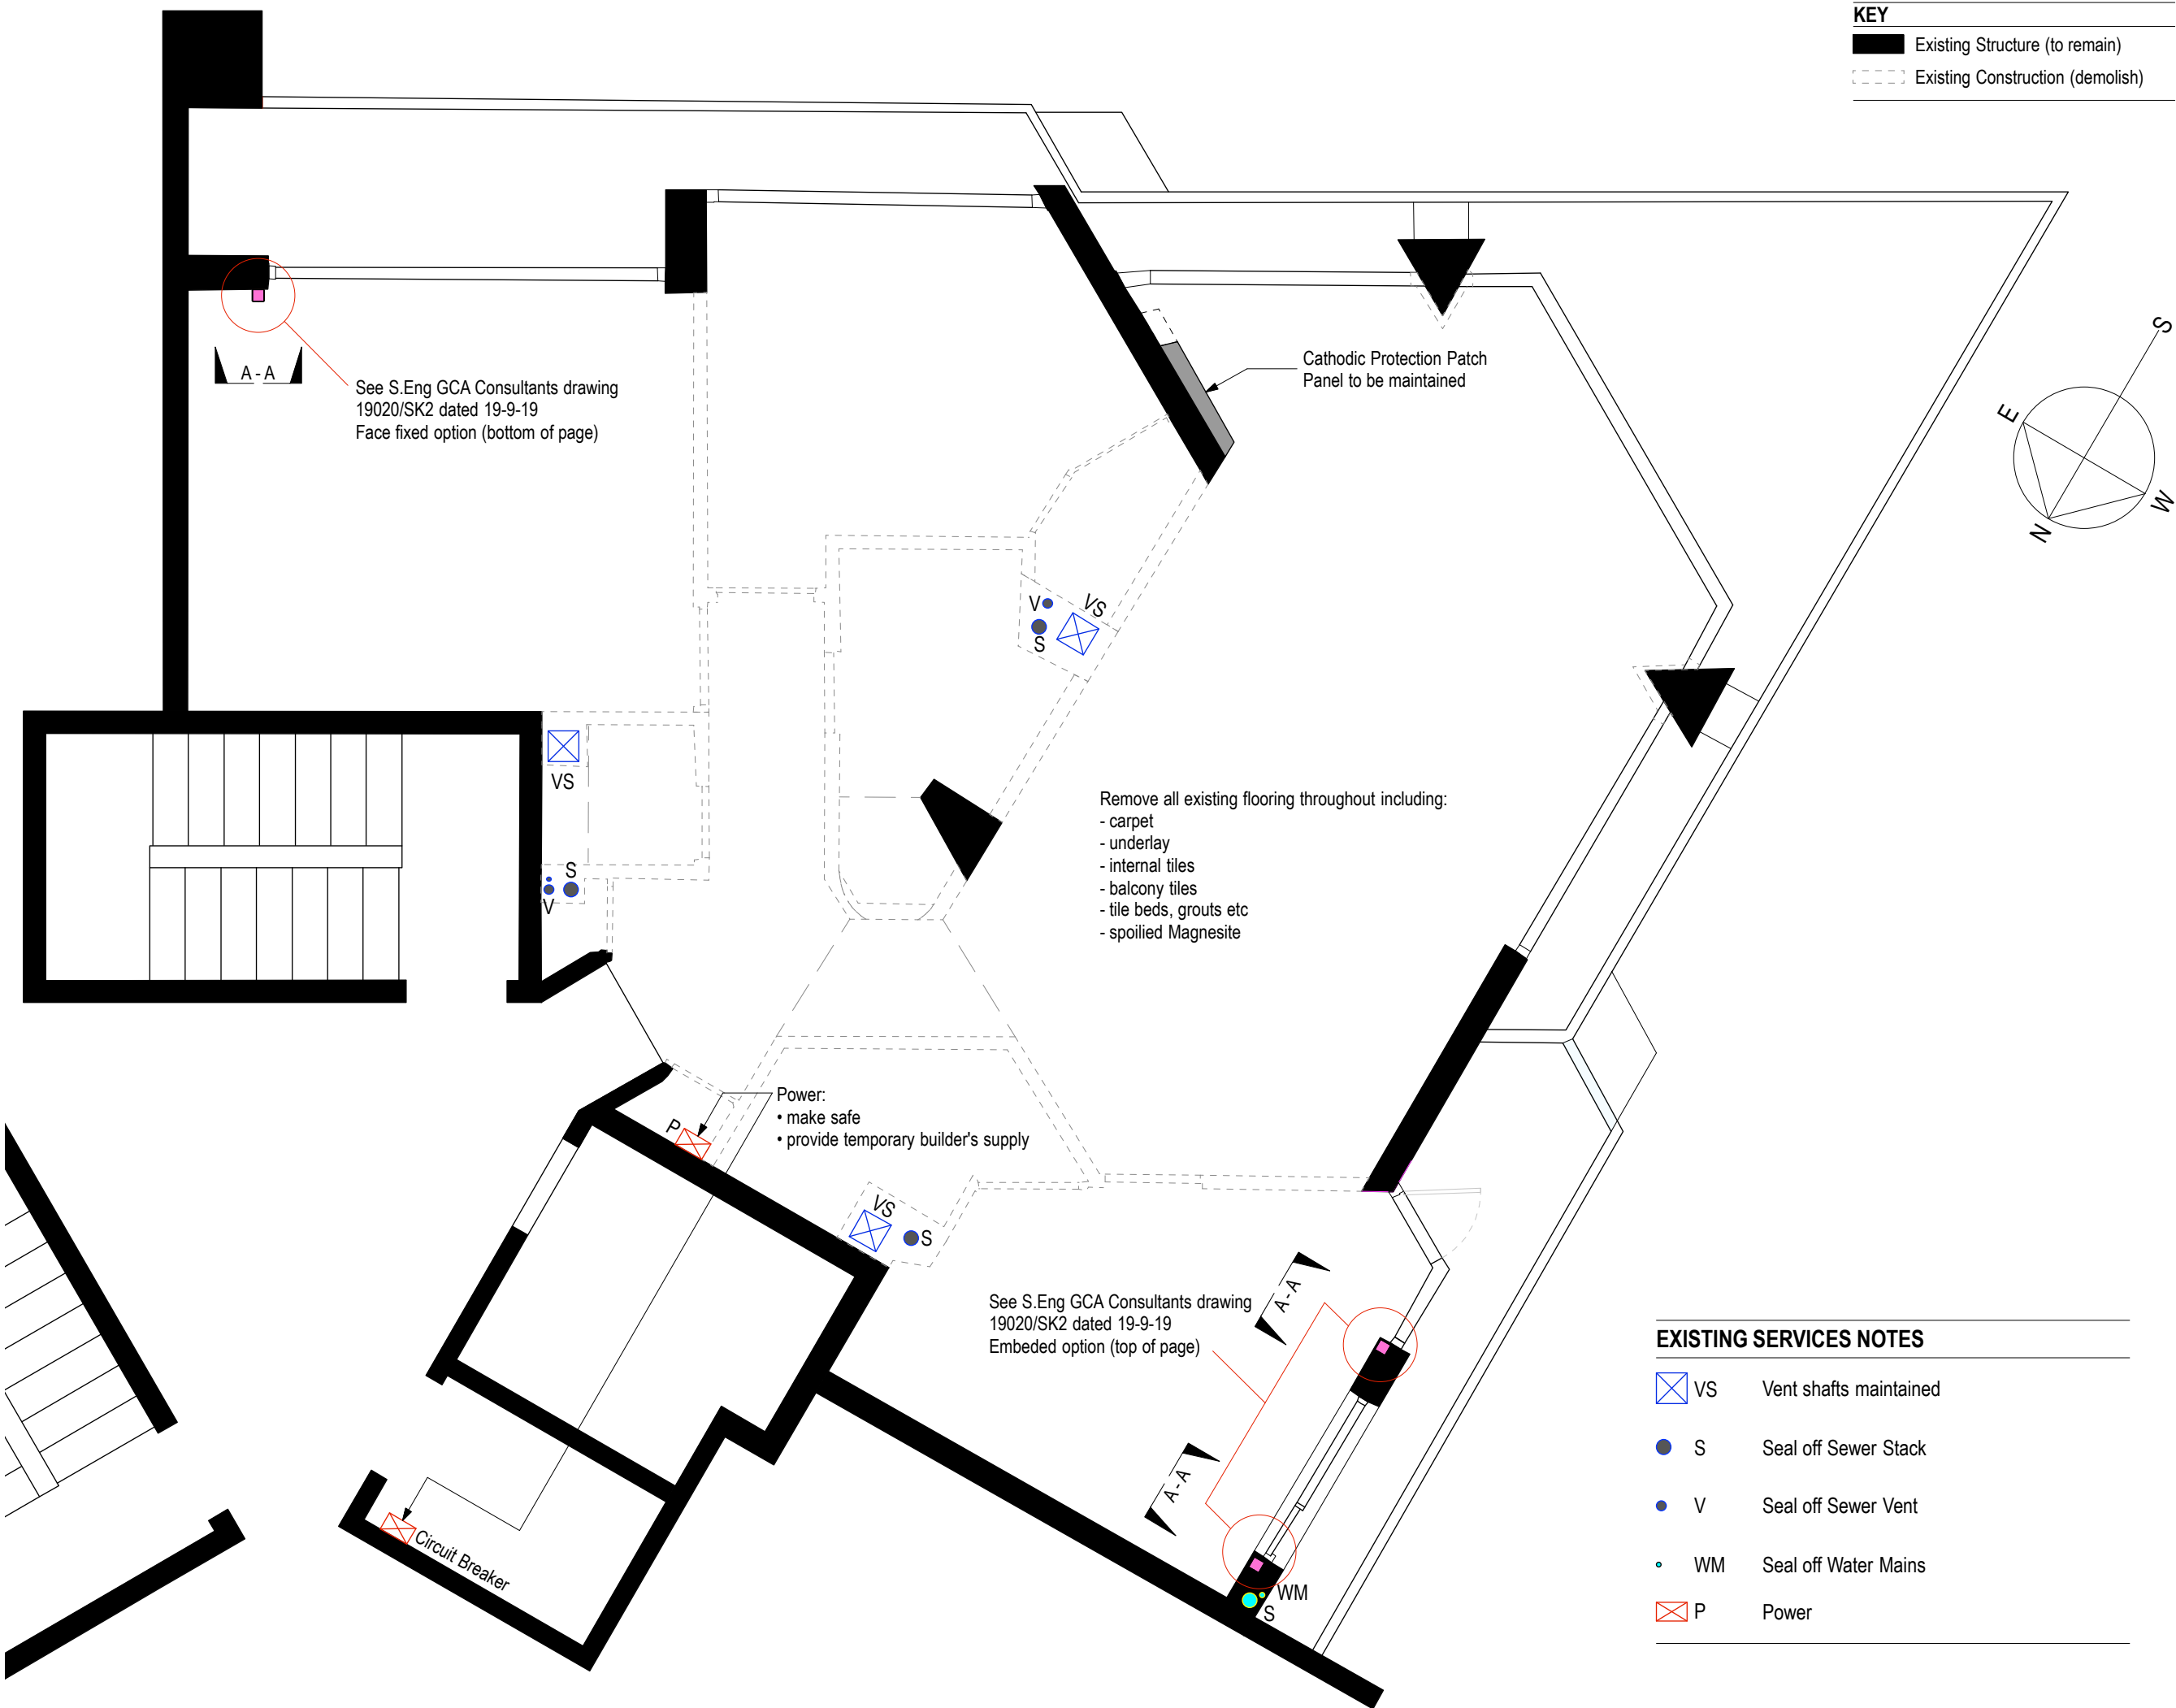 KEY
Existing Structure (to remain)
Existing Construction (demolish)
A - A
See S.Eng GCA Consultants drawing
19020/SK2 dated 19-9-19
Face fixed option (bottom of page)
Cathodic Protection Patch
Panel to be maintained
S
E
W
N
V
VS
S
VS
S
V
Remove all existing flooring throughout including:
- carpet
- underlay
- internal tiles
- balcony tiles
- tile beds, grouts etc
- spoilied Magnesite
Power:
• make safe
• provide temporary builder's supply
P
VS
S
See S.Eng GCA Consultants drawing
19020/SK2 dated 19-9-19
Embeded option (top of page)
A - A
A - A
Circuit Breaker
WM
S
EXISTING SERVICES NOTES
VS Vent shafts maintained
S Seal off Sewer Stack
V Seal off Sewer Vent
WM Seal off Water Mains
P Power